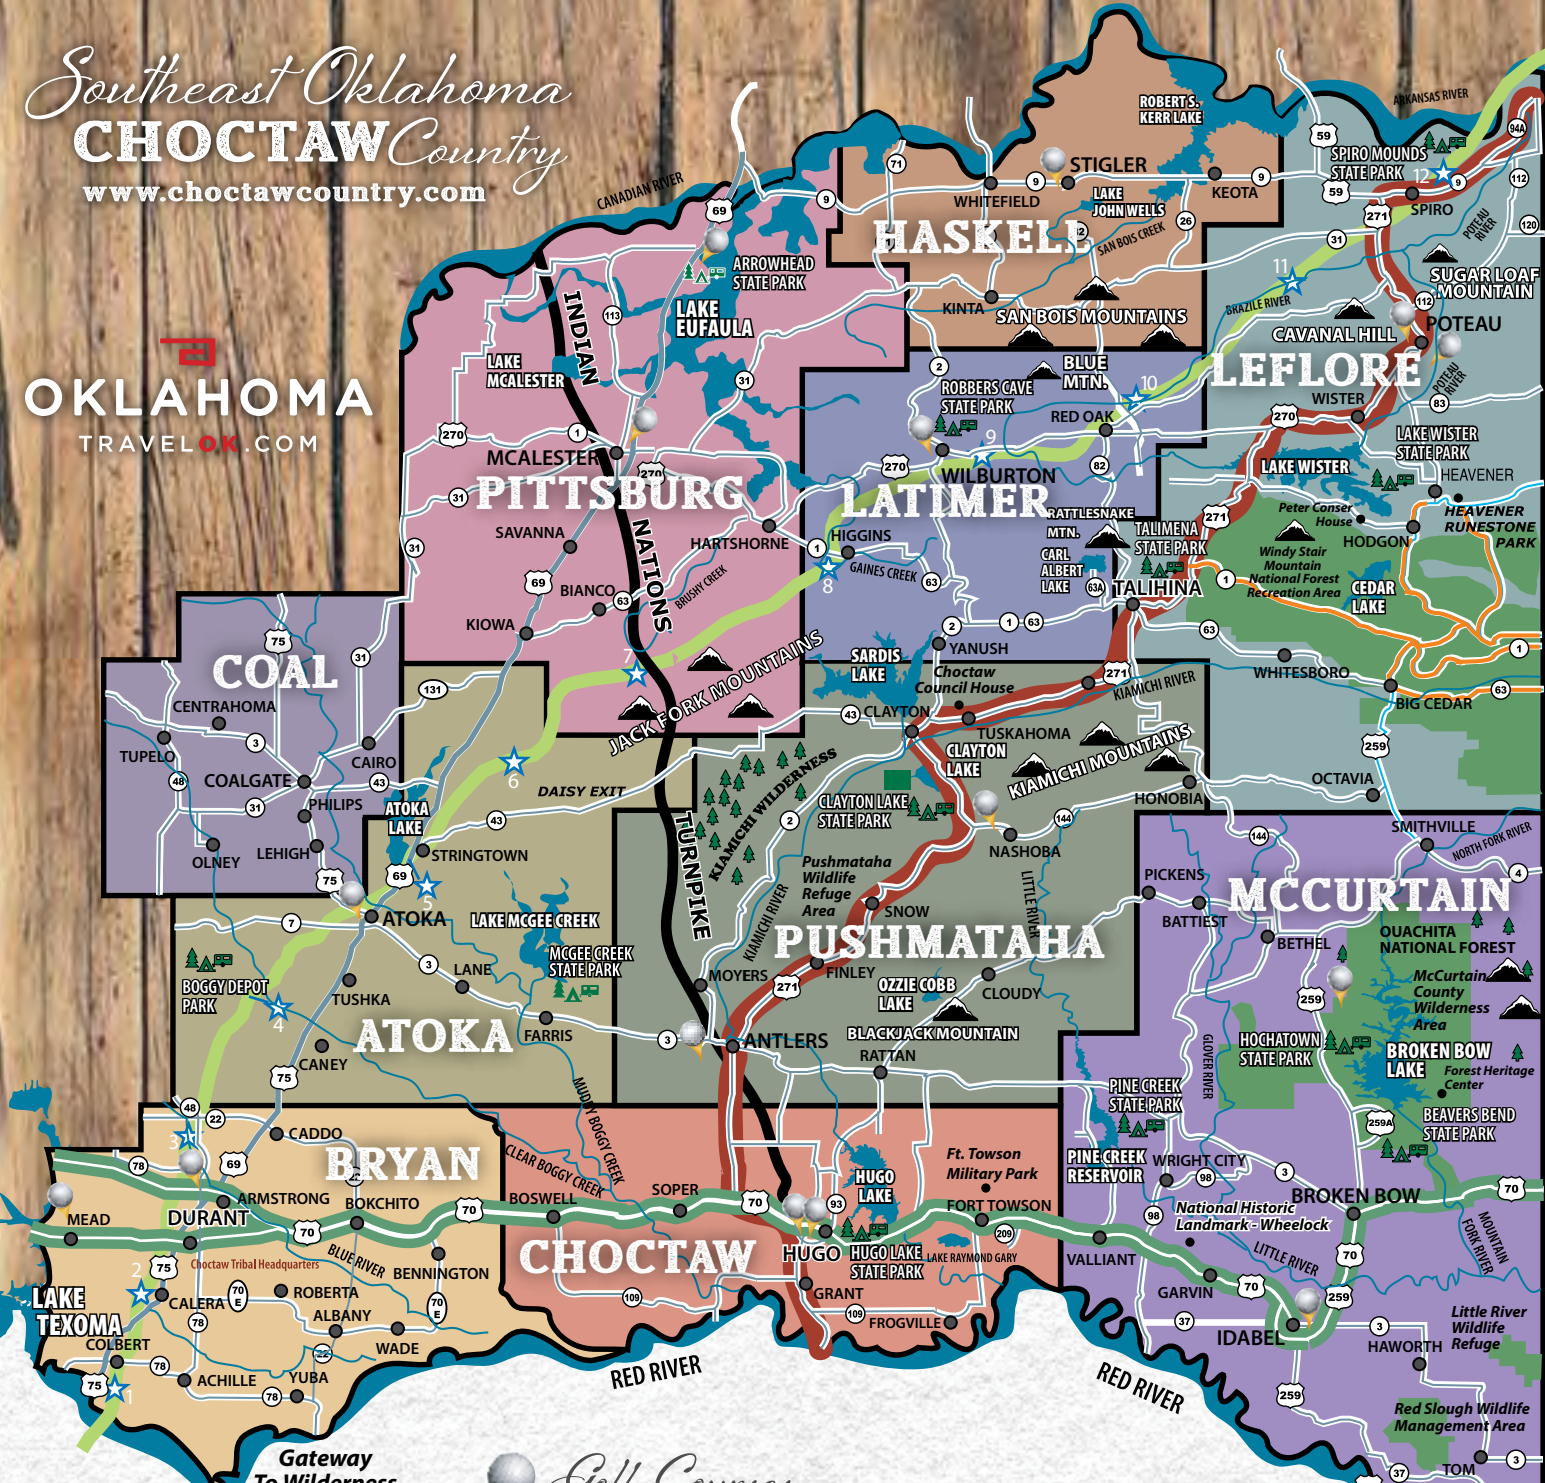 Southeast Oklahoma
CHOCTAW Country
www.choctawcountry.com
OKLAHOMA
TRAVELOK.COM
CANADIAN RIVER
ARKANSAS RIVER
ROBERT S.
KERR LAKE
SPIRO MOUNDS
STATE PARK
STIGLER
WHITEFIELD
LAKE
JOHN WELLS
KEOTA
SPIRO
HASKELL
SAN BOIS CREEK
POTEAU
RIVER
ARROWHEAD
STATE PARK
SUGAR LOAF
MOUNTAIN
INDIAN
LAKE
EUFAULA
KINTA
SAN BOIS MOUNTAINS
BRAZILE RIVER
CAVANAL HILL
POTEAU
LAKE
MCALESTER
BLUE
MTN.
LEFLORE
POTEAU
RIVER
ROBBERS CAVE
STATE PARK
RED OAK
WISTER
MCALESTER
WILBURTON
LAKE WISTER
LAKE WISTER
STATE PARK
HEAVENER
PITTSBURG
LATIMER
RATTLESNAKE
MTN.
Peter Conser
House
HEAVENER
RUNESTONE
PARK
SAVANNA
HARTSHORNE
HIGGINS
TALIMENA
STATE PARK
HODGON
NATIONS
GAINES CREEK
CARL
ALBERT
LAKE
Windy Stair
Mountain
National Forest
Recreation Area
CEDAR
LAKE
BIANCO
BRUSHY CREEK
TALIHINA
KIOWA
YANUSH
COAL
JACK FORK MOUNTAINS
SARDIS
LAKE
Choctaw
Council House
KIAMICHI RIVER
WHITESBORO
BIG CEDAR
CENTRAHOMA
CLAYTON
TUSKAHOMA
TUPELO
CAIRO
CLAYTON
LAKE
KIAMICHI MOUNTAINS
COALGATE
DAISY EXIT
KIAMICHI WILDERNESS
CLAYTON LAKE
STATE PARK
HONOBIA
OCTAVIA
PHILIPS
ATOKA
LAKE
TURNPIKE
NASHOBA
SMITHVILLE
NORTH FORK RIVER
OLNEY
LEHIGH
STRINGTOWN
Pushmataha
Wildlife
Refuge
Area
LITTLE RIVER
PICKENS
MCCURTAIN
ATOKA
LAKE MCGEE CREEK
KIAMICHI RIVER
SNOW
BATTIEST
PUSHMATAHA
BETHEL
OUACHITA
NATIONAL FOREST
MCGEE CREEK
STATE PARK
LANE
MOYERS
FINLEY
OZZIE COBB
LAKE
CLOUDY
McCurtain
County
Wilderness
Area
BOGGY DEPOT
PARK
TUSHKA
ATOKA
FARRIS
ANTLERS
BLACKJACK MOUNTAIN
RATTAN
GLOVER RIVER
HOCHATOWN
STATE PARK
BROKEN BOW
LAKE
Forest Heritage
Center
CANEY
MUDDY BOGGY CREEK
PINE CREEK
STATE PARK
BEAVERS BEND
STATE PARK
CADDO
BRYAN
CLEAR BOGGY CREEK
HUGO
LAKE
Ft. Towson
Military Park
PINE CREEK
RESERVOIR
WRIGHT CITY
BROKEN BOW
ARMSTRONG
BOKCHITO
BOSWELL
SOPER
FORT TOWSON
National Historic
Landmark - Wheelock
MEAD
DURANT
CHOCTAW
HUGO
HUGO LAKE
STATE PARK
LAKE RAYMOND GARY
VALLIANT
LITTLE RIVER
MOUNTAIN
FORK RIVER
Choctaw Tribal Headquarters
BLUE RIVER
BENNINGTON
LAKE
TEXOMA
CALERA
ROBERTA
GRANT
GARVIN
ALBANY
FROGVILLE
IDABEL
Little River
Wildlife
Refuge
COLBERT
WADE
HAWORTH
ACHILLE
YUBA
RED RIVER
RED RIVER
Red Slough Wildlife
Management Area
Gateway
To Wilderness
Golf Courses
TOM